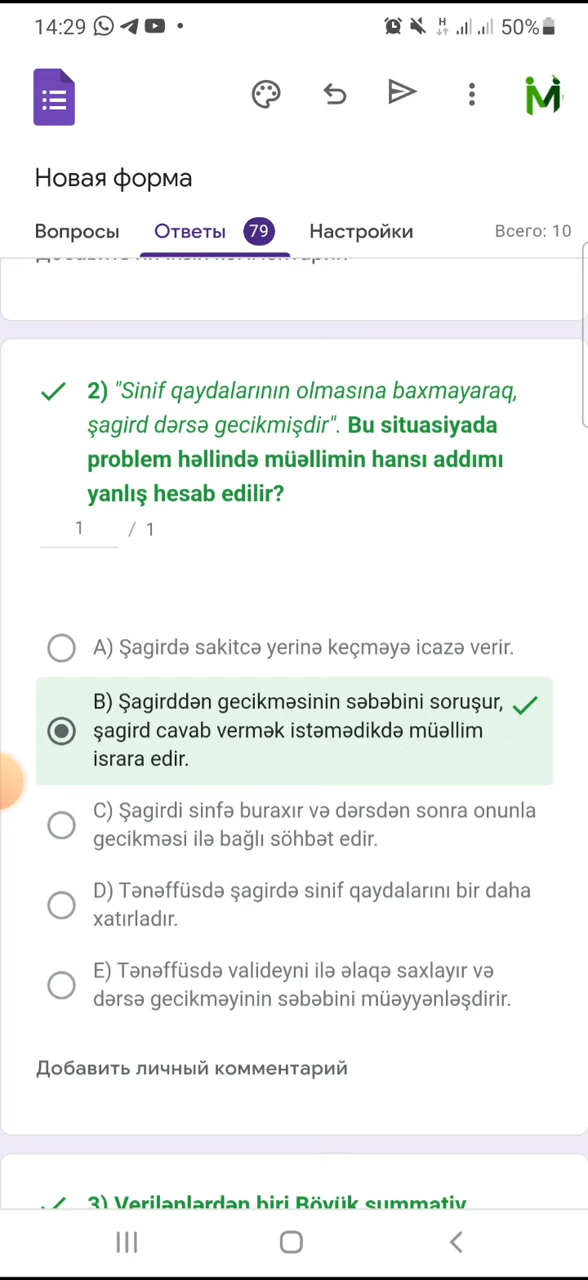 14:29
H
50%
Новая форма
Вопросы Ответы 79 Настройки Всего: 10
2) "Sinif qaydalarının olmasına baxmayaraq,
şagird dərsə gecikmişdir". Bu situasiyada
problem həllində müəllimin hansı addımı
yanlış hesab edilir?
1 / 1
A) Şagirdə sakitcə yerinə keçməyə icazə verir.
B) Şagirddən gecikməsinin səbəbini soruşur,
şagird cavab vermək istəmədikdə müəllim
israra edir.
C) Şagirdi sinfə buraxır və dərsdən sonra onunla
gecikməsi ilə bağlı söhbət edir.
D) Tənəffüsdə şagirdə sinif qaydalarını bir daha
xatırladır.
E) Tənəffüsdə valideyni ilə əlaqə saxlayır və
dərsə gecikməyinin səbəbini müəyyənləşdirir.
Добавить личный комментарий
3) Verilənlərdən biri Böyük summativ